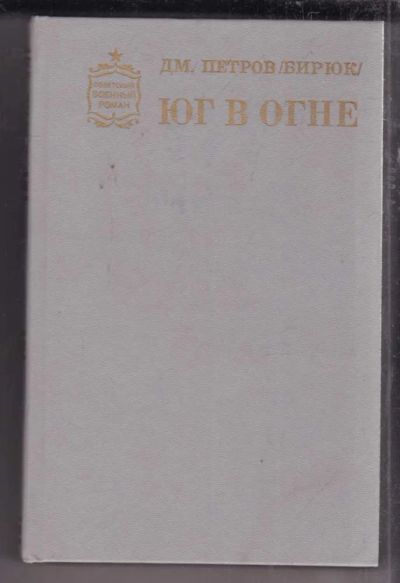 СОВЕТСКИЙ
ВОЕННЫЙ
РОМАН
ДМ. ПЕТРОВ /БИРЮК/
ЮГ В ОГНЕ